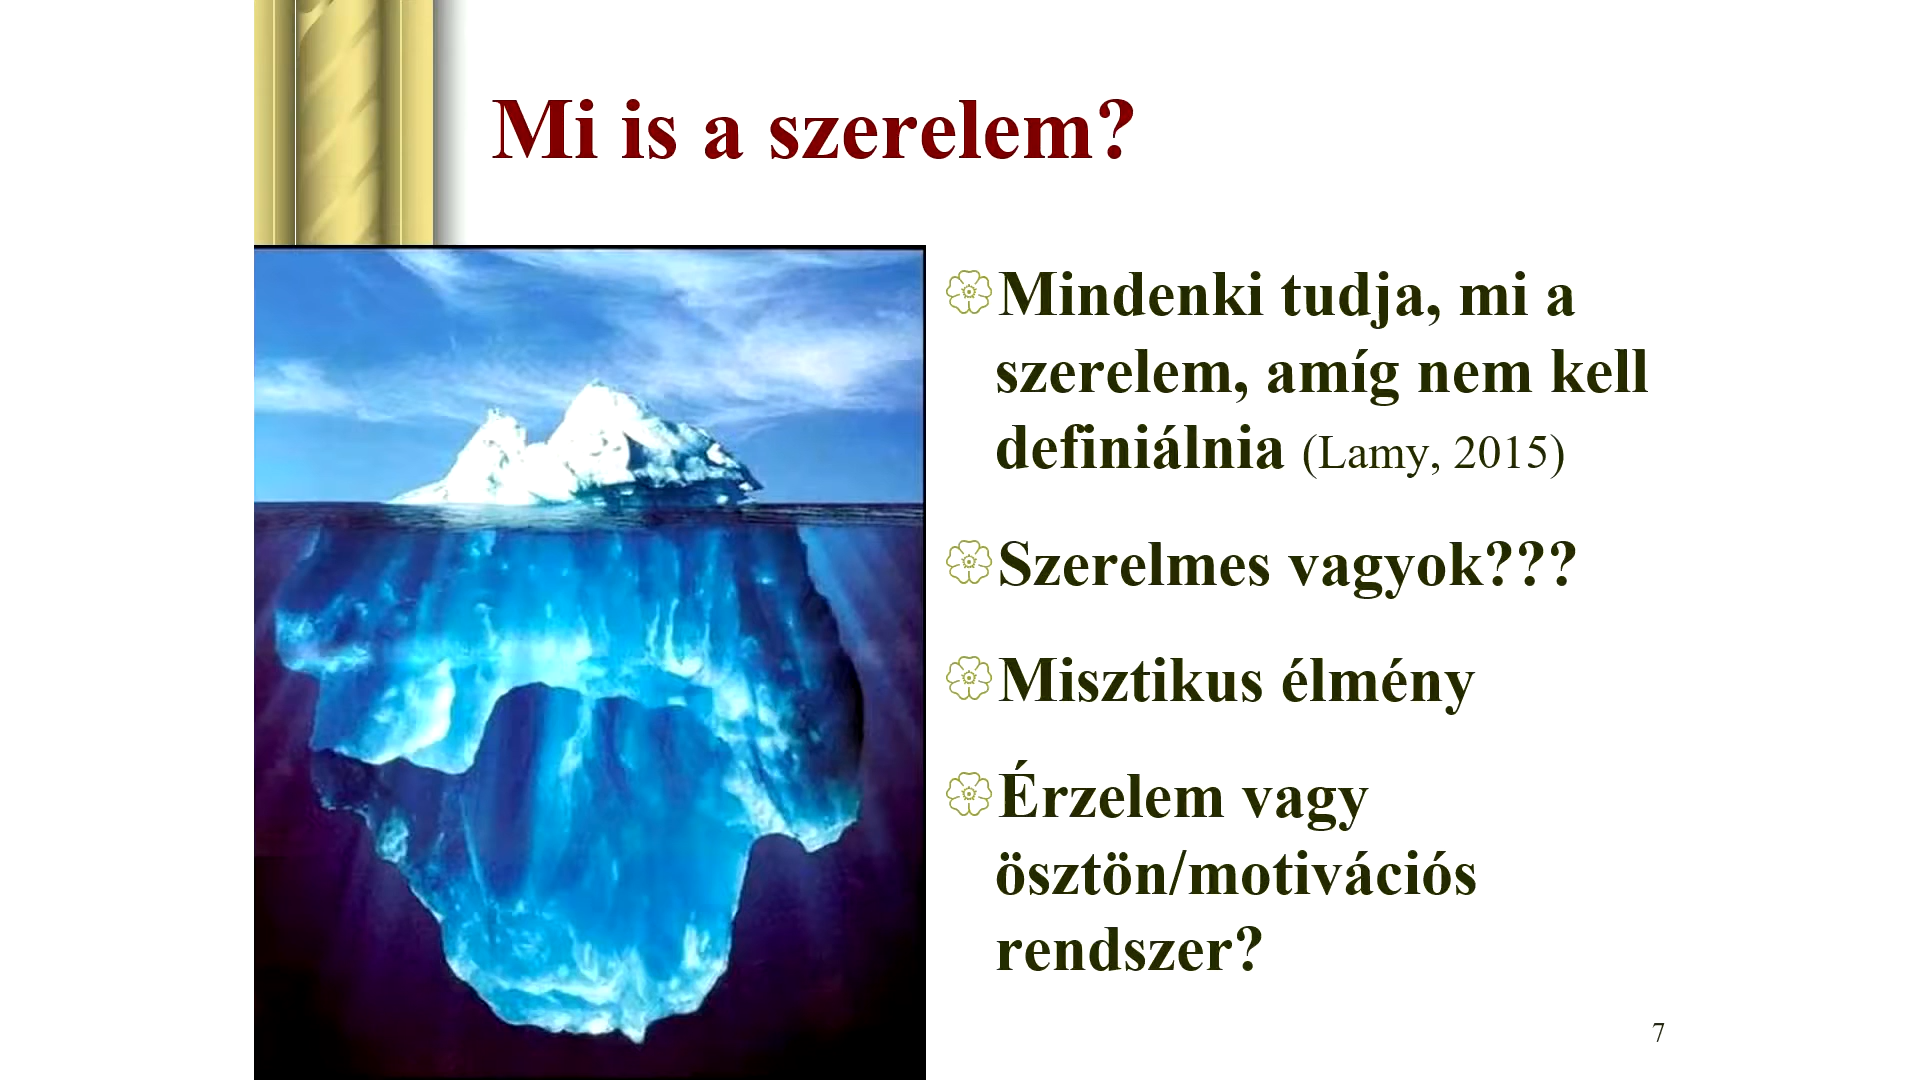 Mi is a szerelem?
Mindenki tudja, mi a
szerelem, amíg nem kell
definiálnia (Lamy, 2015)
Szerelmes vagyok???
Misztikus élmény
Érzelem vagy
ösztön/motivációs
rendszer?
7